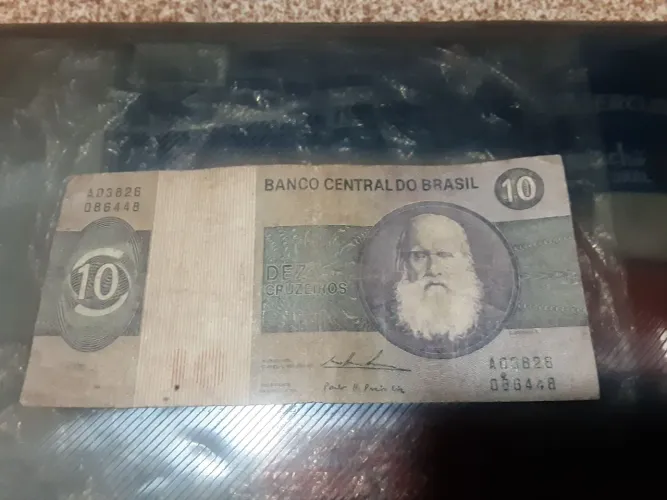 A03826
086448
BANCO CENTRAL DO BRASIL
10
10
DEZ
CRUZEIROS
A03826
086448